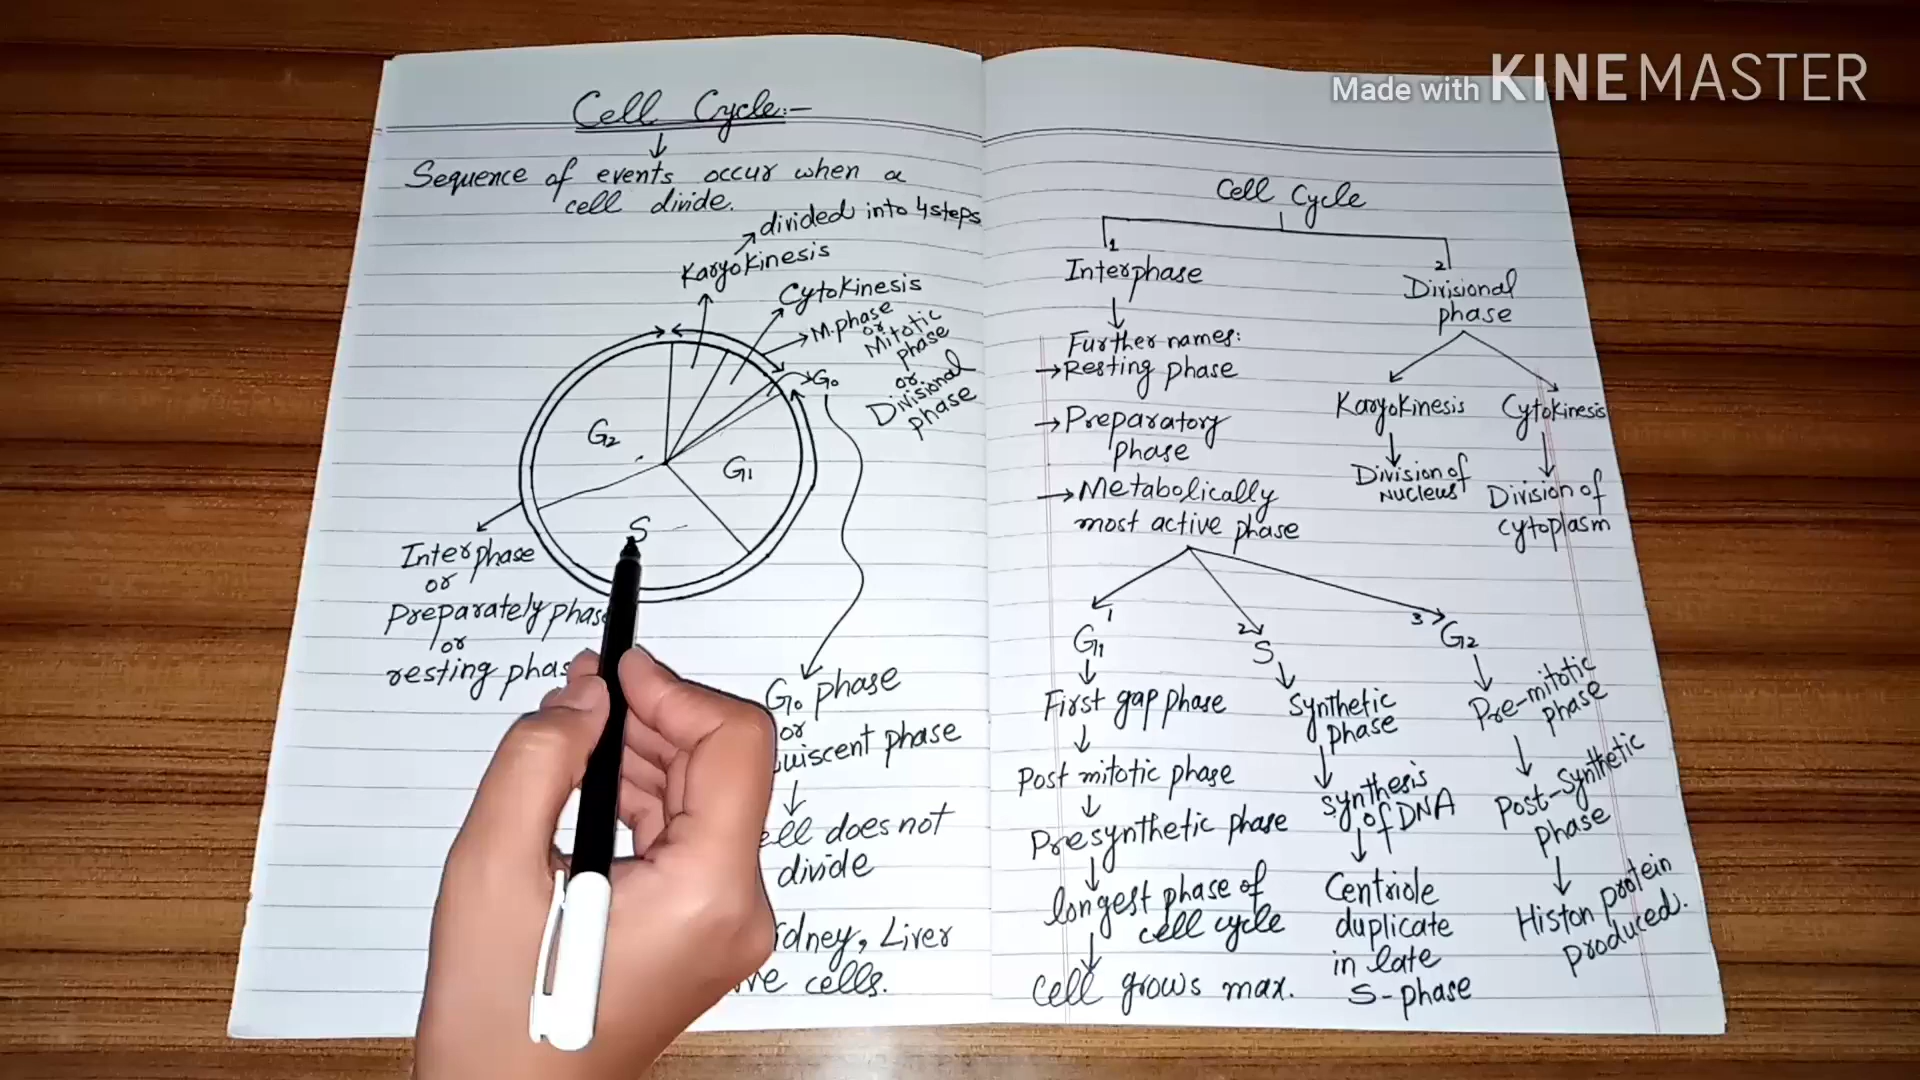 Made with KINEMASTER
Cell Cycle:-
Sequence of events occur when a
cell divide.
divided into 4 steps
Karyokinesis
Cytokinesis
M.phase
or
Mitotic
phase
or
Divisional
phase
G0
G2
G1
S
Interphase
or
Preparately phase
or
resting phas
G0 phase
or
uiscent phase
ell does not
divide
idney, Liver
cells.
Cell Cycle
1
Interphase
Further names:
→Resting phase
→Preparatory
phase
→Metabolically
most active phase
1
G1
First gap phase
Post mitotic phase
Presynthetic phase
longest phase of
cell cycle
Cell grows max.
2
S
Synthetic
phase
synthesis
of DNA
Centriole
duplicate
in late
S-phase
3
G2
Pre-mitotic
phase
Post-Synthetic
phase
Histon protein
produced.
2
Divisional
phase
Karyokinesis
Division of
NUCLEUS
Cytokinesis
Division of
cytoplasm